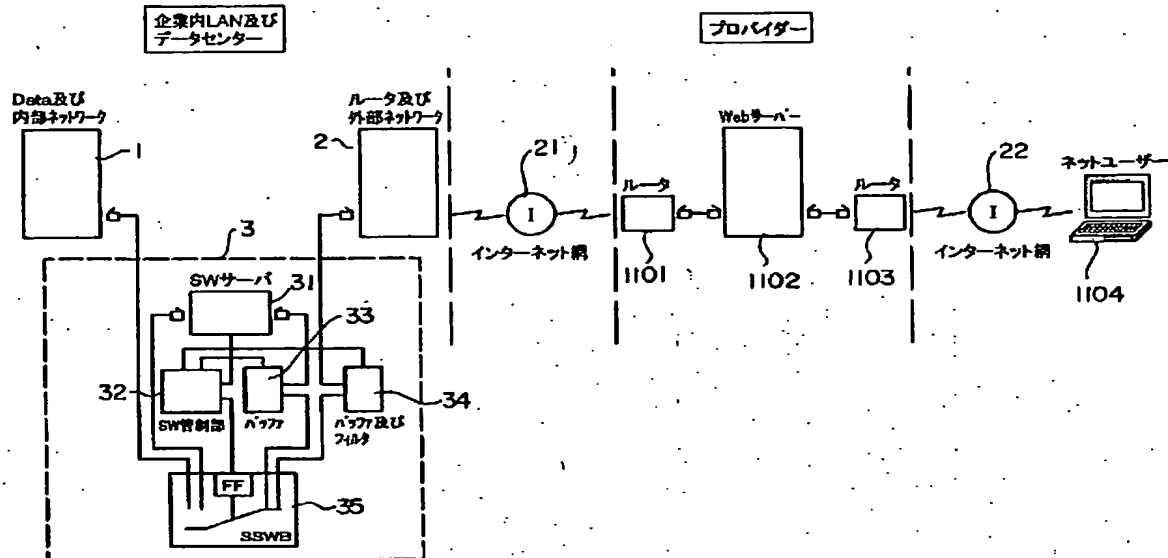 企業内LAN及び
データセンター
プロバイダー
Data及び
内部ネットワーク
1
ルータ及び
外部ネットワーク
2
21
インターネット網
ルータ
1101
Webサーバー
1102
ルータ
1103
22
インターネット網
ネットユーザー
1104
I
I
3
SWサーバ
31
33
32
34
SW管制部
バッファ
バッファ及び
フィルタ
FF
35
SSWB